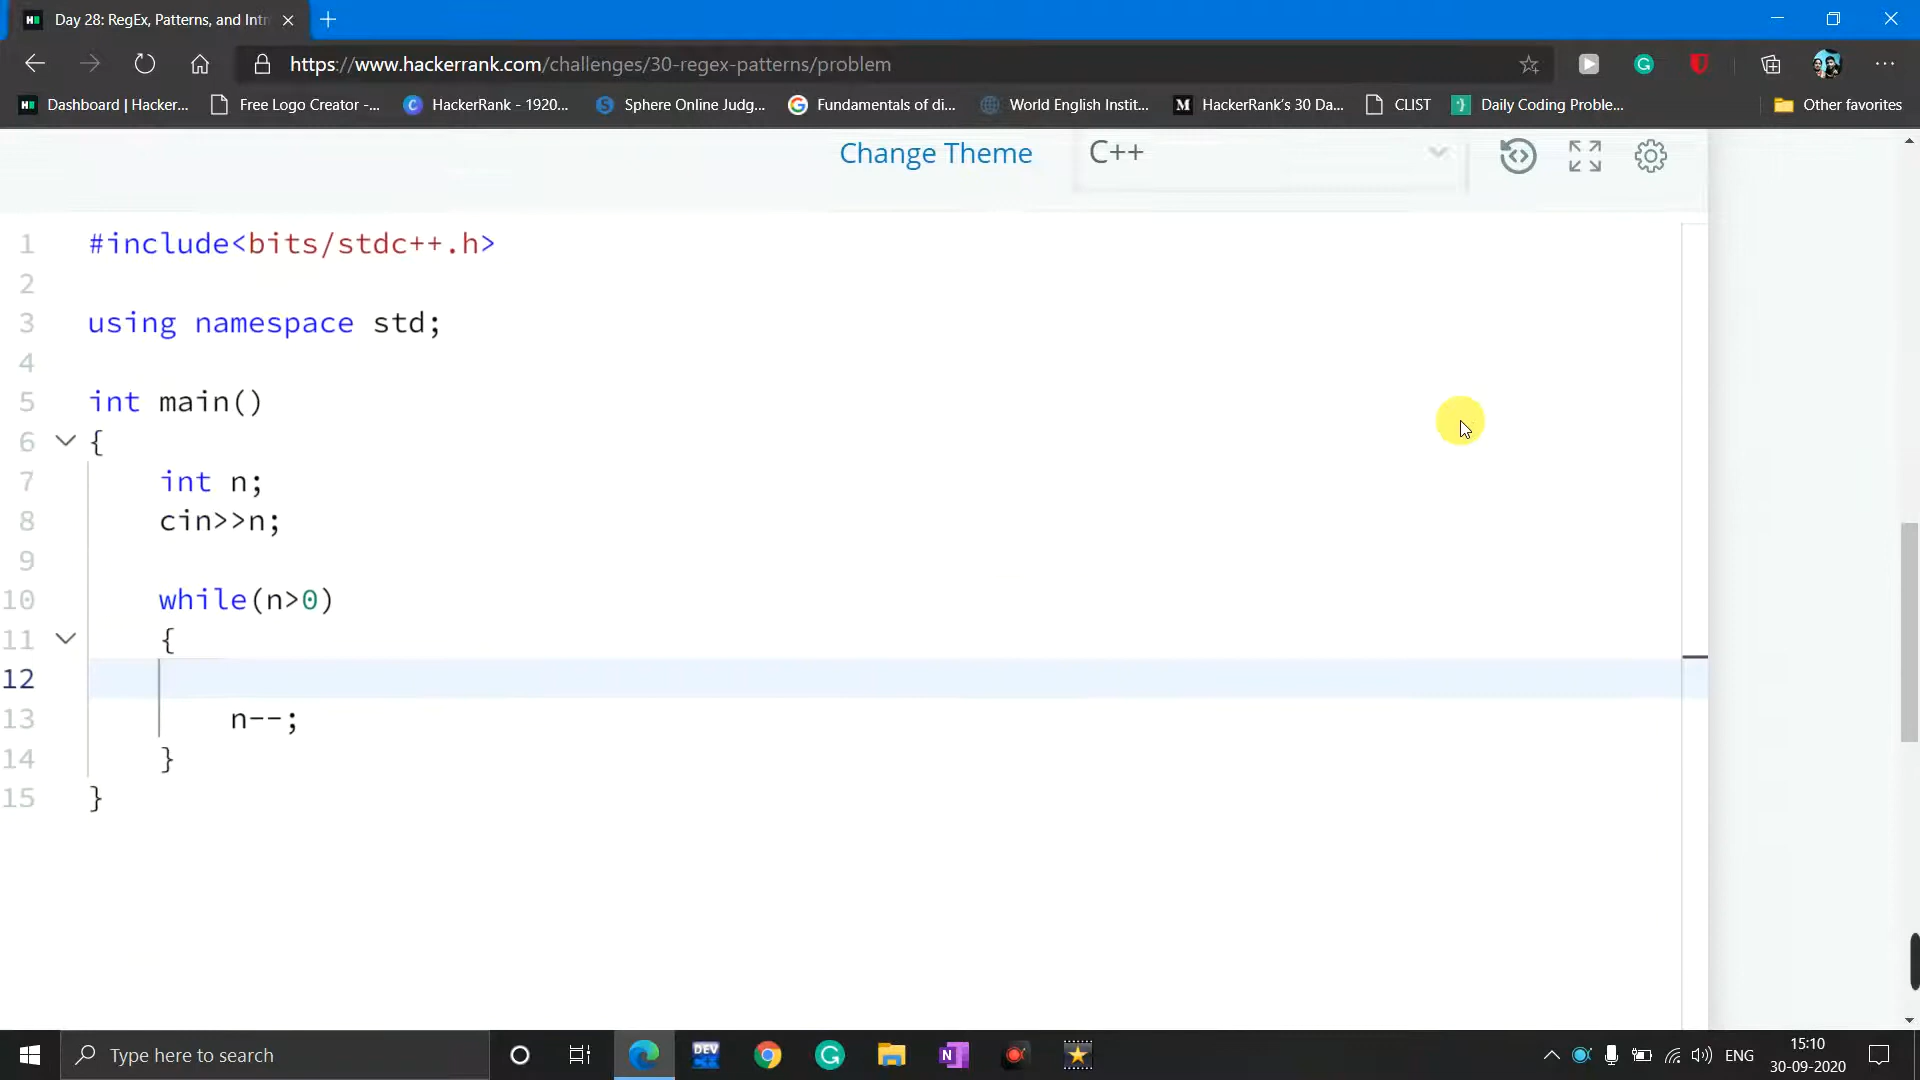 Day 28: RegEx, Patterns, and Intr
https://www.hackerrank.com/challenges/30-regex-patterns/problem
Dashboard | Hacker... Free Logo Creator -... HackerRank - 1920... Sphere Online Judg... Fundamentals of di... World English Instit... HackerRank's 30 Da... CLIST Daily Coding Proble... Other favorites
Change Theme C++
1 #include<bits/stdc++.h>
2
3 using namespace std;
4
5 int main()
6 {
7 int n;
8 cin>>n;
9
10 while(n>0)
11 {
12
13 n--;
14 }
15 }
Type here to search
DEV
ENG
15:10
30-09-2020